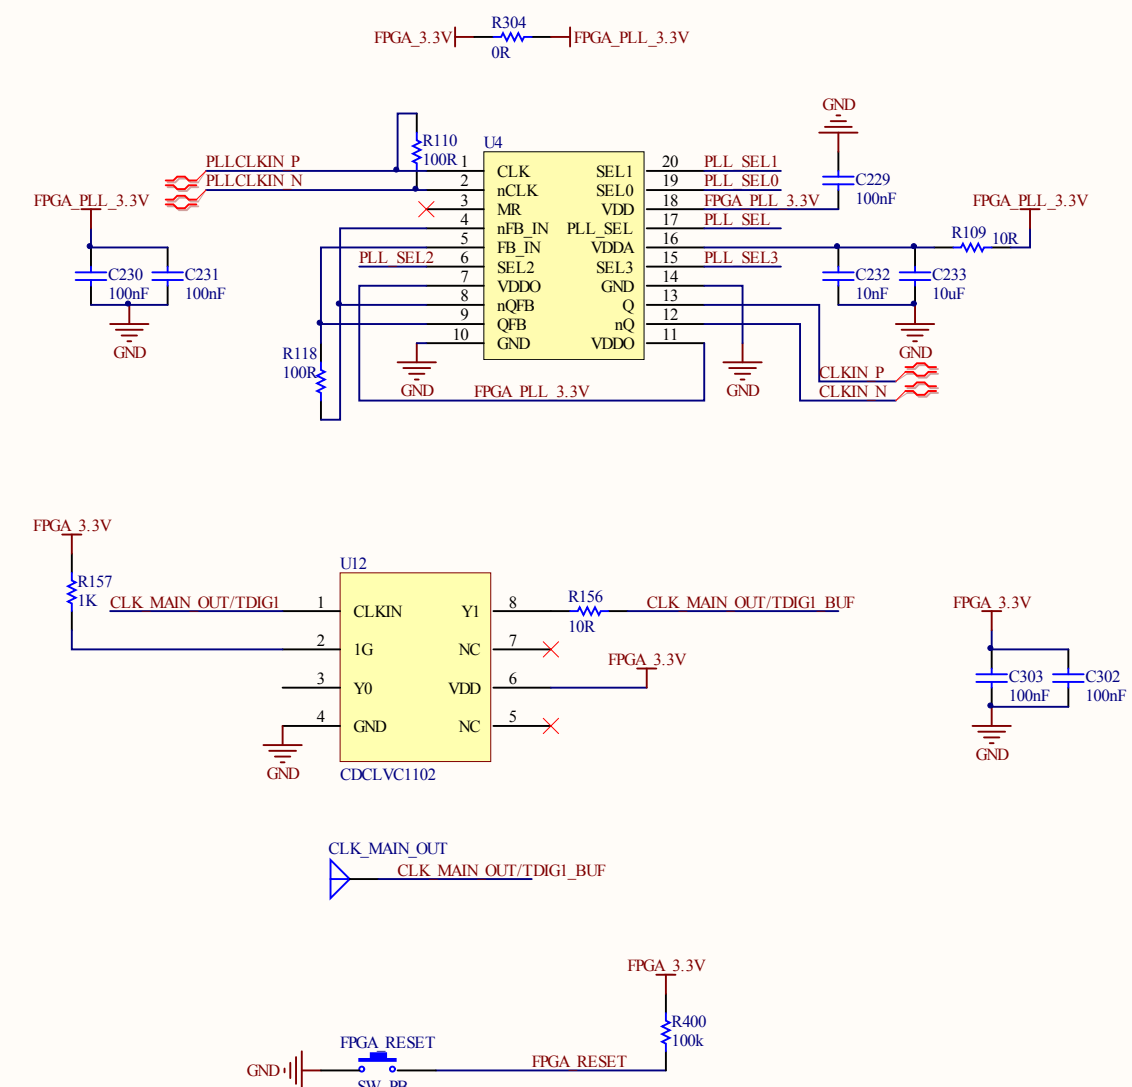 R304
FPGA_3.3V FPGA_PLL_3.3V
0R
GND
R110
100R
U4
PLLCLKIN_P 1 CLK SEL1 20 PLL_SEL1
PLLCLKIN_N 2 nCLK SEL0 19 PLL_SEL0
3 MR VDD 18 FPGA_PLL_3.3V
4 nFB_IN PLL_SEL 17 PLL_SEL
5 FB_IN VDDA 16
PLL_SEL2 6 SEL2 SEL3 15 PLL_SEL3
7 VDDO GND 14
8 nQFB Q 13
9 QFB nQ 12
10 GND VDDO 11
C229
100nF
FPGA_PLL_3.3V
FPGA_PLL_3.3V
R109 10R
C230
100nF
C231
100nF
GND
C232
10nF
C233
10uF
GND
R118
100R
GND
FPGA_PLL_3.3V
GND
CLKIN_P
CLKIN_N
FPGA_3.3V
R157
1K
U12
CLK_MAIN_OUT/TDIG1 1 CLKIN Y1 8
2 1G NC 7
3 Y0 VDD 6
4 GND NC 5
CDCLVC1102
GND
R156
10R
CLK_MAIN_OUT/TDIG1_BUF
FPGA_3.3V
FPGA_3.3V
C303
100nF
C302
100nF
GND
CLK_MAIN_OUT
CLK_MAIN_OUT/TDIG1_BUF
FPGA_3.3V
R400
100k
FPGA_RESET
GND FPGA_RESET
SW_PB